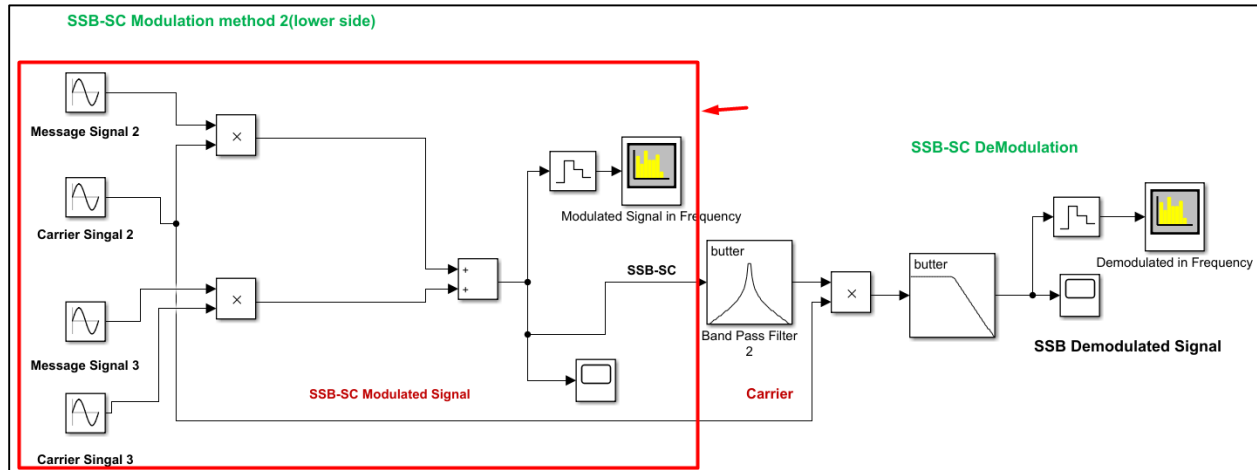 SSB-SC Modulation method 2(lower side)
Message Signal 2
×
Carrier Singal 2
Message Signal 3
×
Carrier Singal 3
+
+
Modulated Signal in Frequency
SSB-SC
SSB-SC Modulated Signal
butter
Band Pass Filter
2
Carrier
×
butter
SSB-SC DeModulation
Demodulated in Frequency
SSB Demodulated Signal